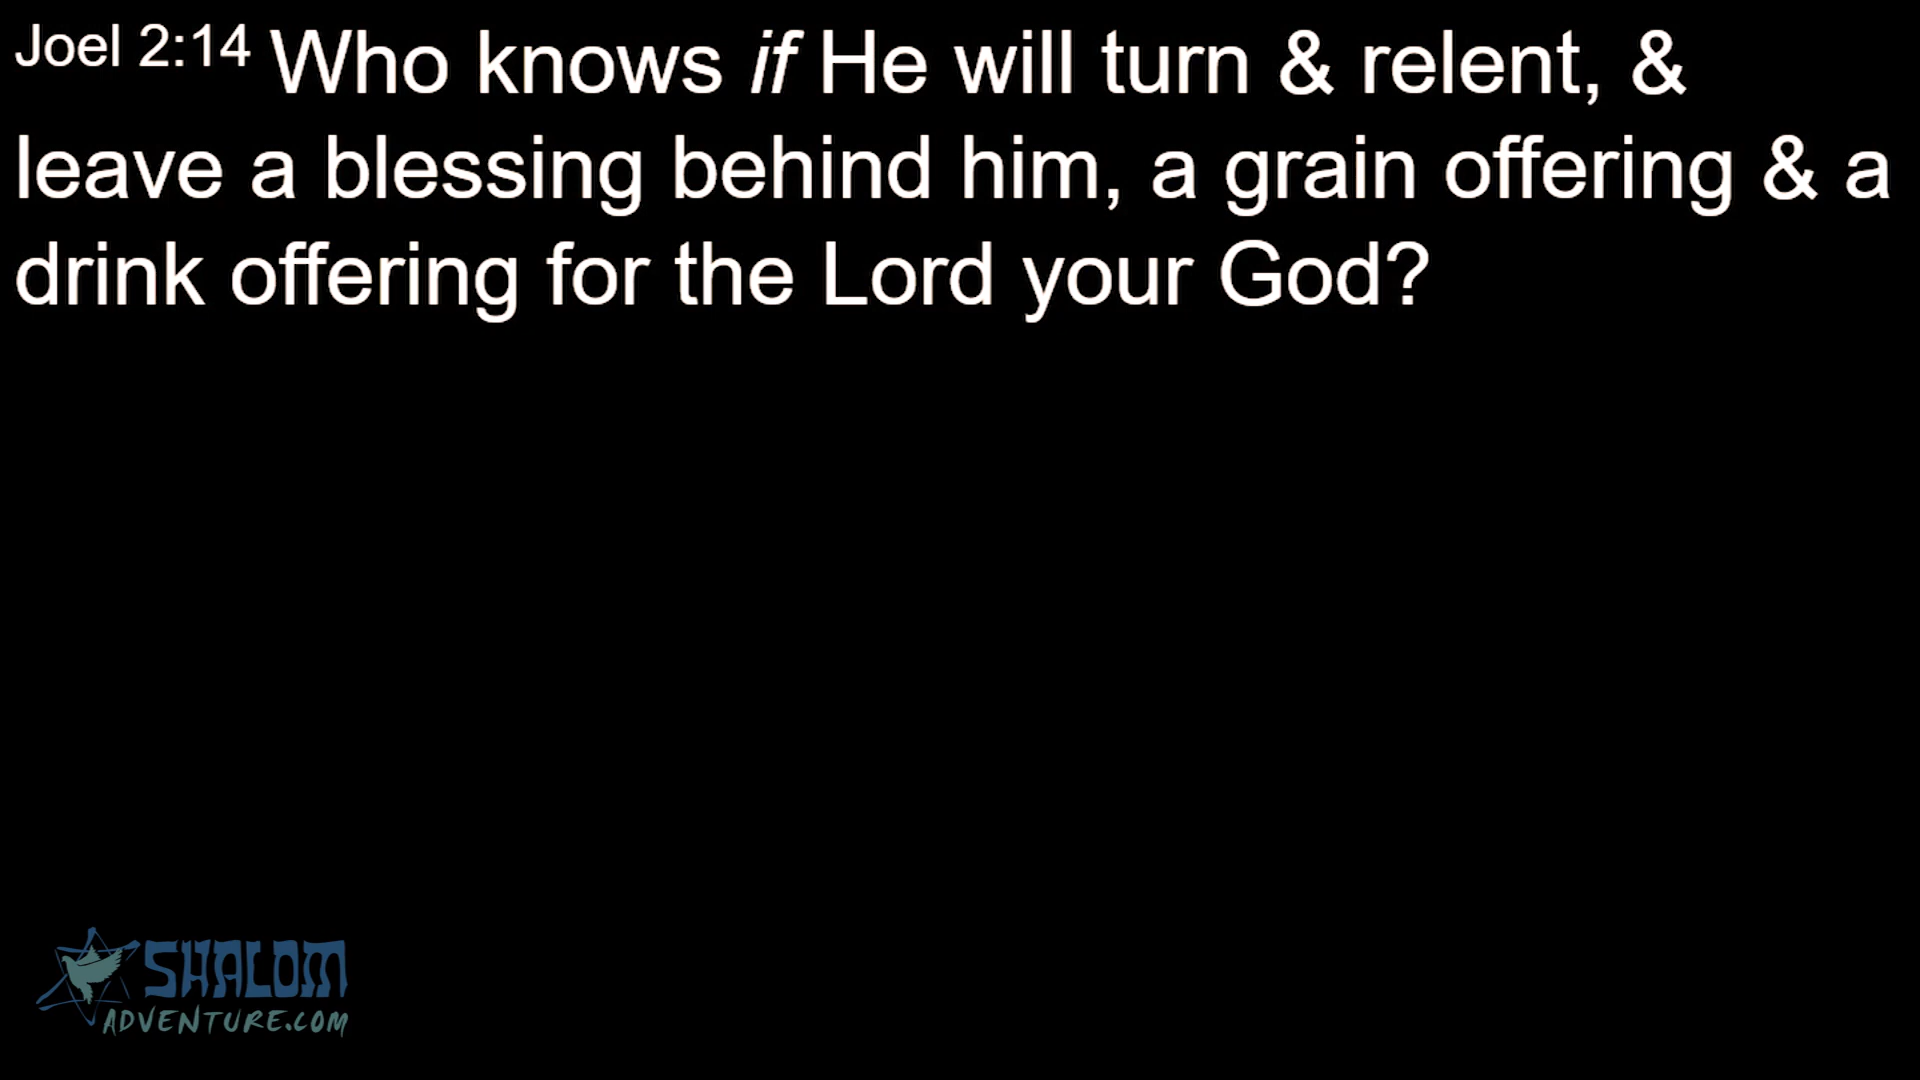 Joel 2:14 Who knows if He will turn & relent, &
leave a blessing behind him, a grain offering & a
drink offering for the Lord your God?
SHALOM
ADVENTURE.COM